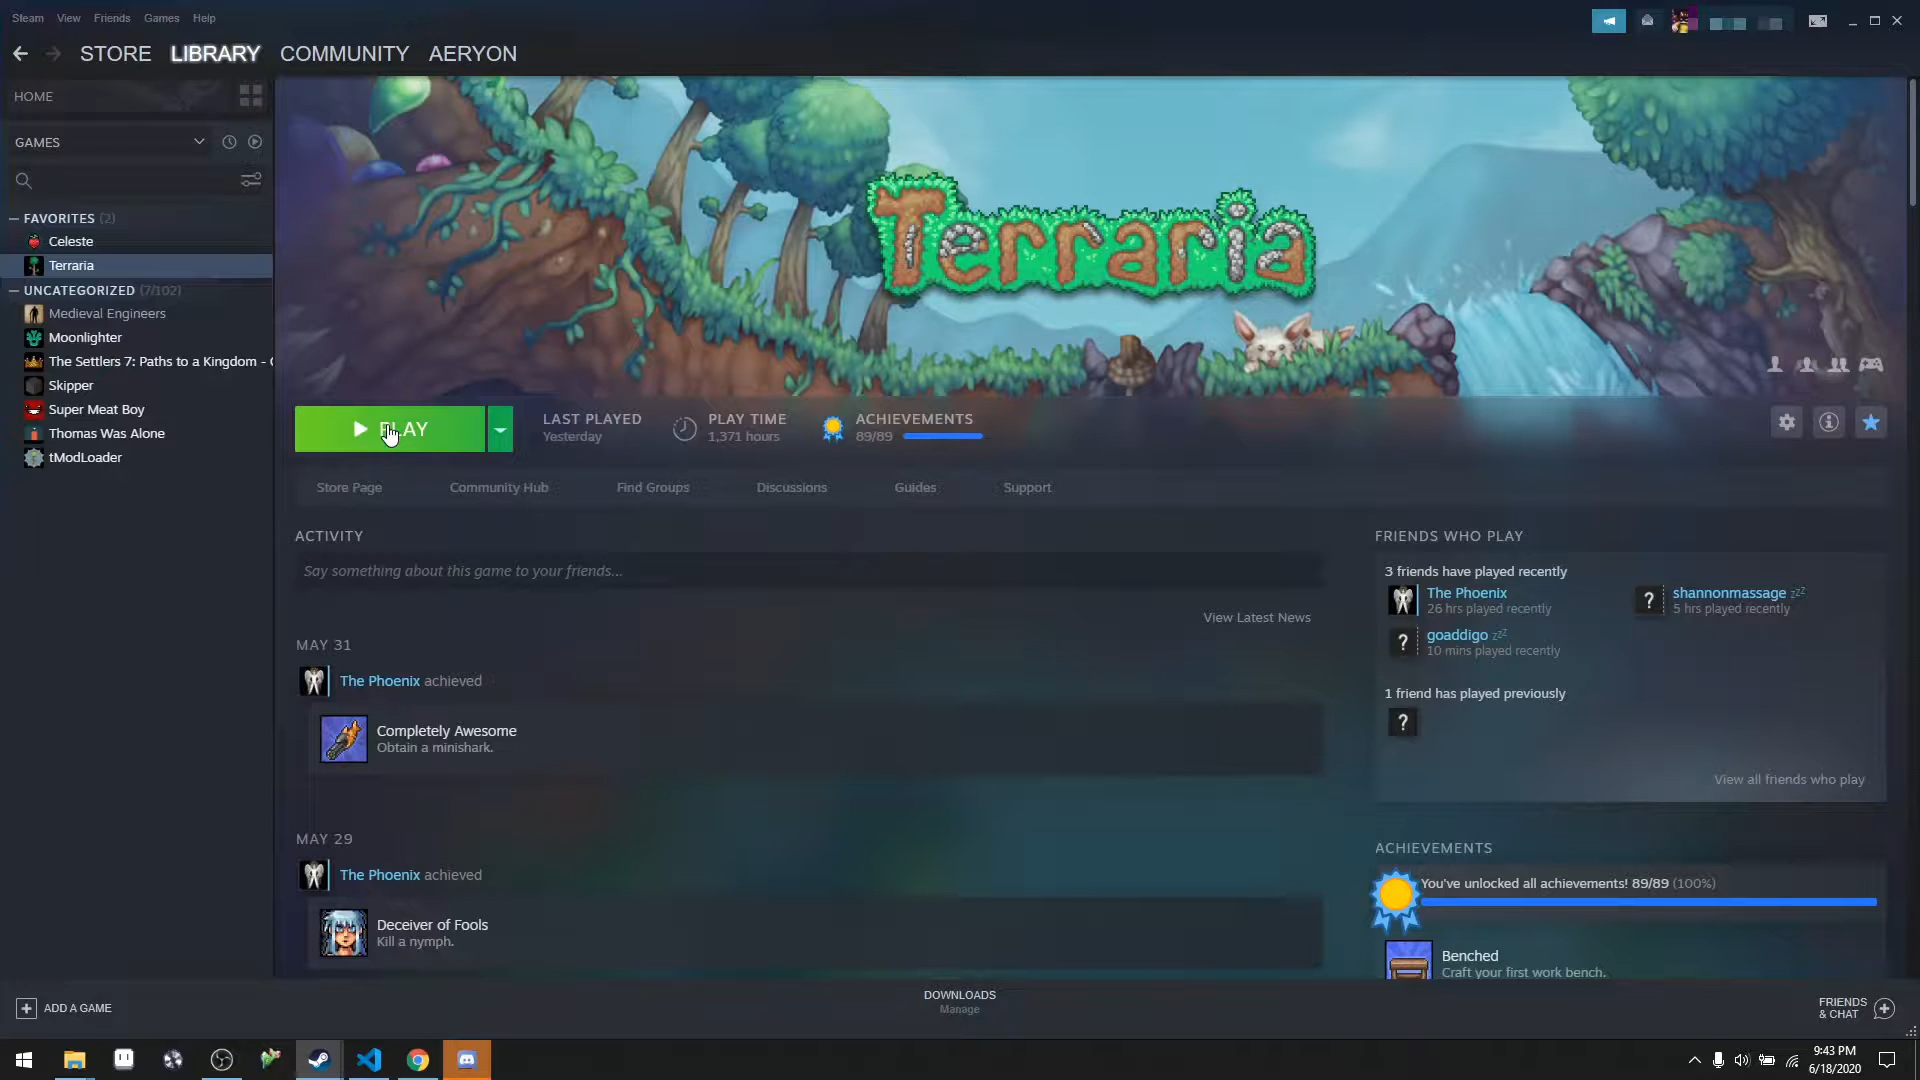 Steam View Friends Games Help
STORE LIBRARY COMMUNITY AERYON
HOME
GAMES
FAVORITES (2)
Celeste
Terraria
UNCATEGORIZED (7/102)
Medieval Engineers
Moonlighter
The Settlers 7: Paths to a Kingdom -
Skipper
Super Meat Boy
Thomas Was Alone
tModLoader
Terraria
PLAY
LAST PLAYED
Yesterday
PLAY TIME
1,371 hours
ACHIEVEMENTS
89/89
Store Page Community Hub Find Groups Discussions Guides Support
ACTIVITY
Say something about this game to your friends...
View Latest News
MAY 31
The Phoenix achieved
Completely Awesome
Obtain a minishark.
MAY 29
The Phoenix achieved
Deceiver of Fools
Kill a nymph.
FRIENDS WHO PLAY
3 friends have played recently
The Phoenix
26 hrs played recently
shannonmassage zzZ
5 hrs played recently
goaddigo zzZ
10 mins played recently
1 friend has played previously
View all friends who play
ACHIEVEMENTS
You've unlocked all achievements! 89/89 (100%)
Benched
Craft your first work bench.
ADD A GAME
DOWNLOADS
Manage
FRIENDS
& CHAT
9:43 PM
6/18/2020